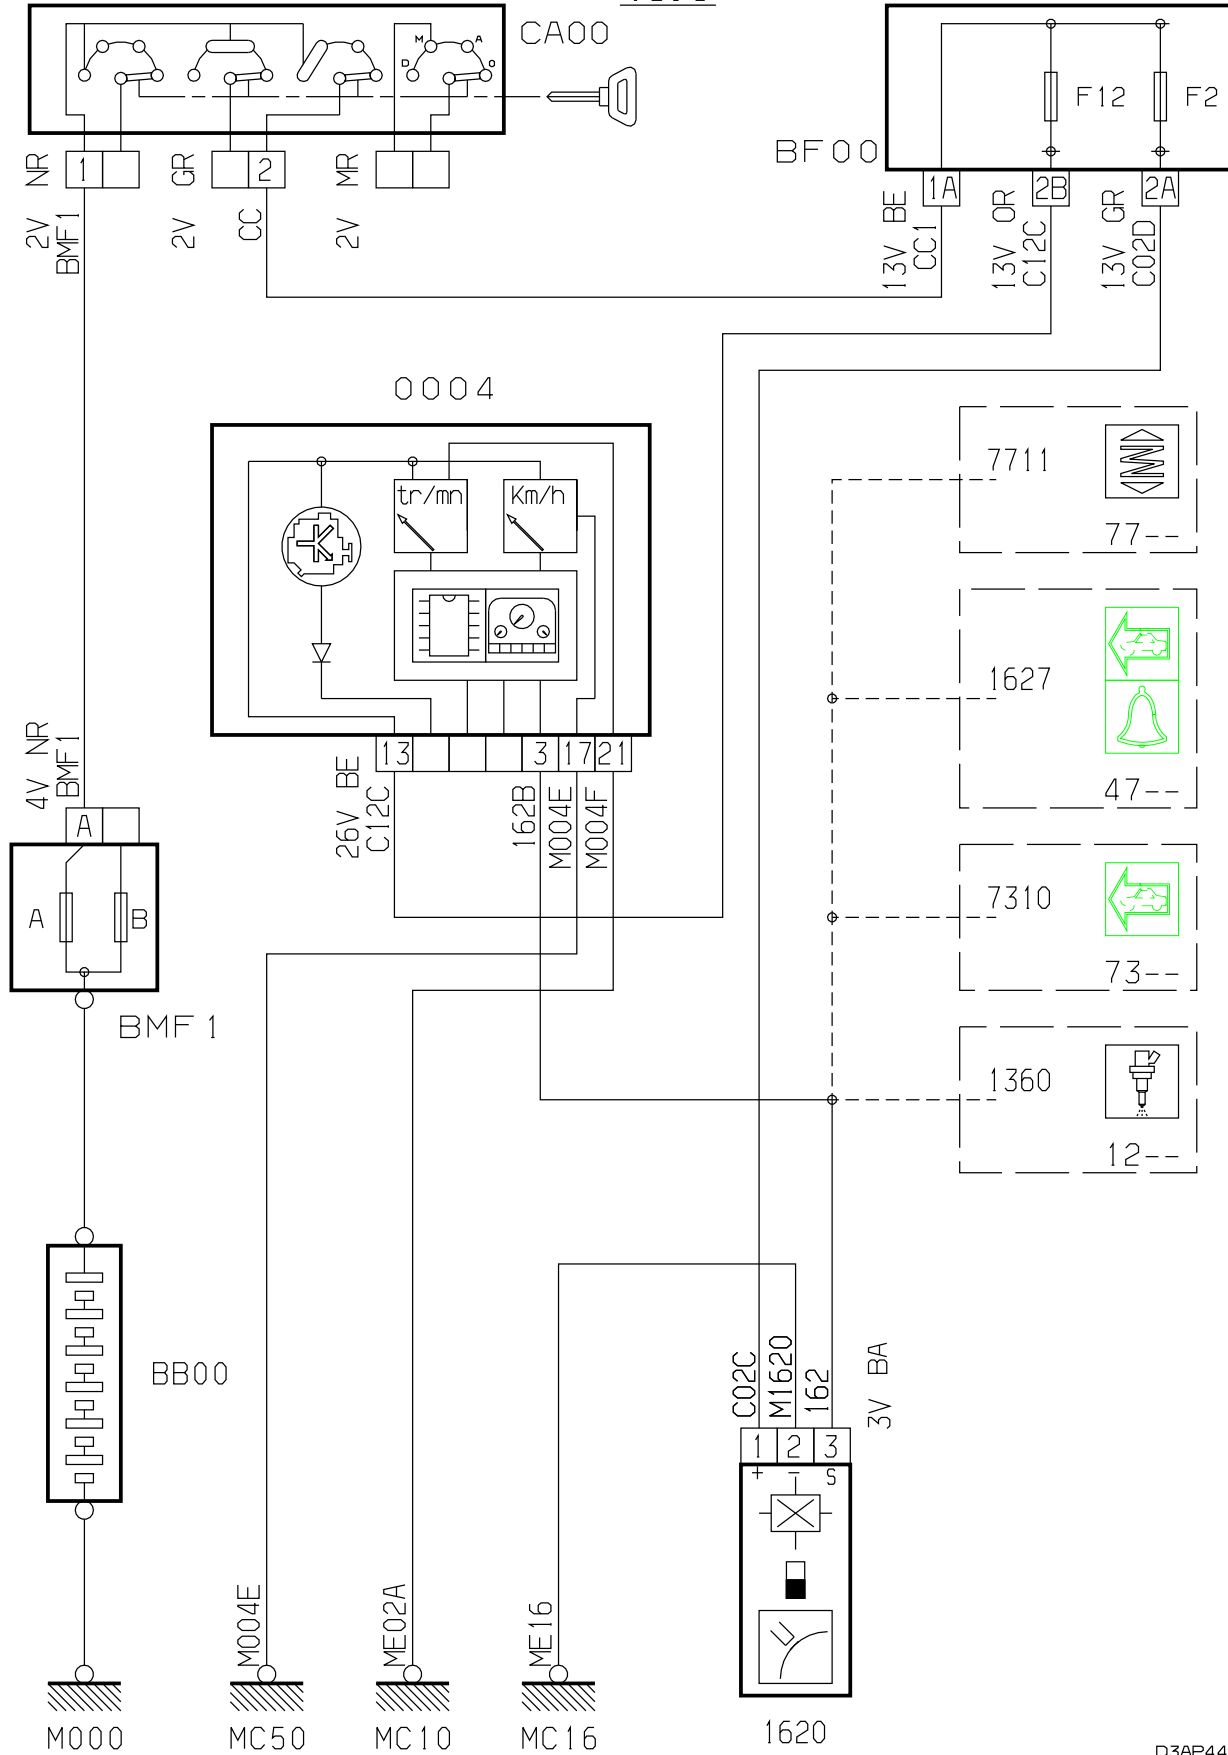 CA00
M
A
D
O
F12
F2
BF00
1
2
1A
2B
2A
2V NR
BMF1
2V GR
CC
2V MR
13V BE
CC1
13V OR
C12C
13V GR
C02D
0004
tr/mn
Km/h
7711
77--
1627
47--
13
3
17
21
4V NR
BMF1
26V BE
C12C
162B
M004E
M004F
A
A
B
BMF1
7310
73--
1360
12--
BB00
C02C
M1620
162
3V BA
1
2
3
+
-
S
M004E
ME02A
ME16
M000
MC50
MC10
MC16
1620
D3AP44